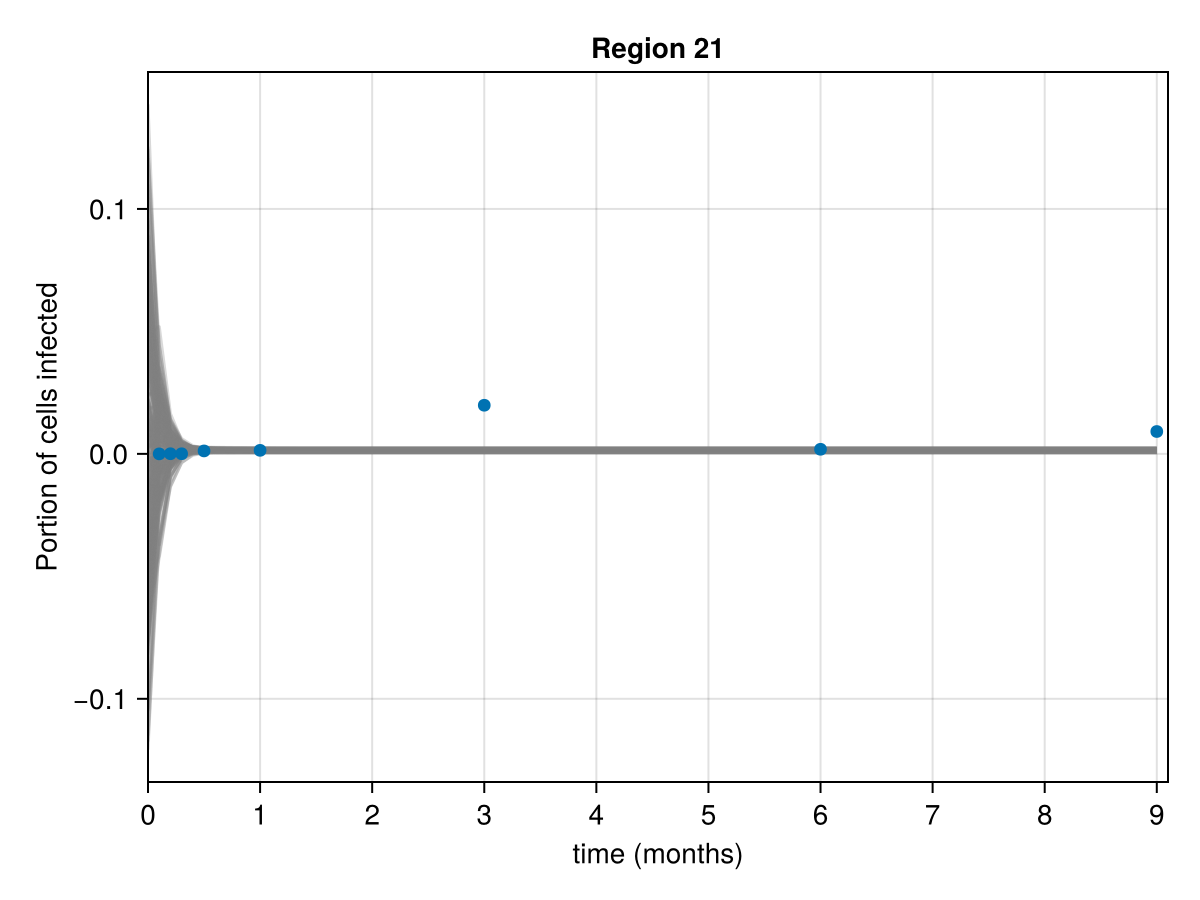 Region 21
Portion of cells infected
0.1
0.0
−0.1
0 1 2 3 4 5 6 7 8 9
time (months)